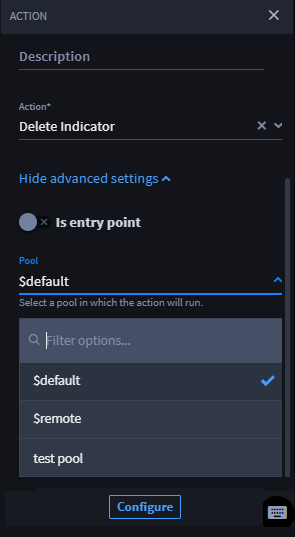 ACTION
Description
Action*
Delete Indicator
Hide advanced settings
Is entry point
Pool
$default
Select a pool in which the action will run.
Filter options...
$default
$remote
test pool
Configure